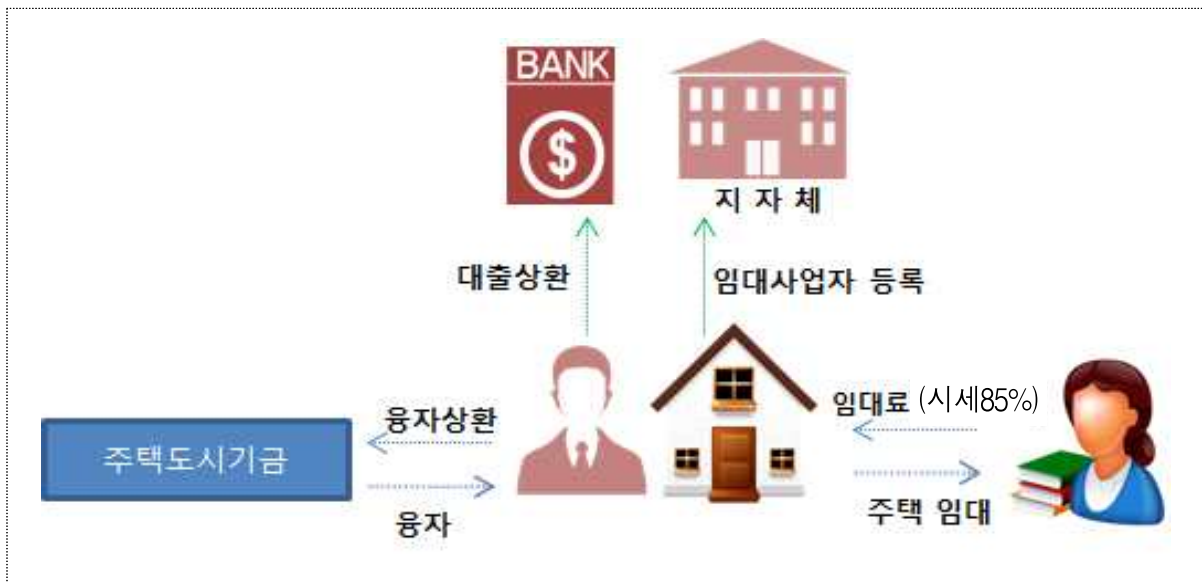 BANK
$
지 자 체
대출상환
임대사업자 등록
융자상환
임대료 (시세85%)
주택도시기금
융자
주택 임대